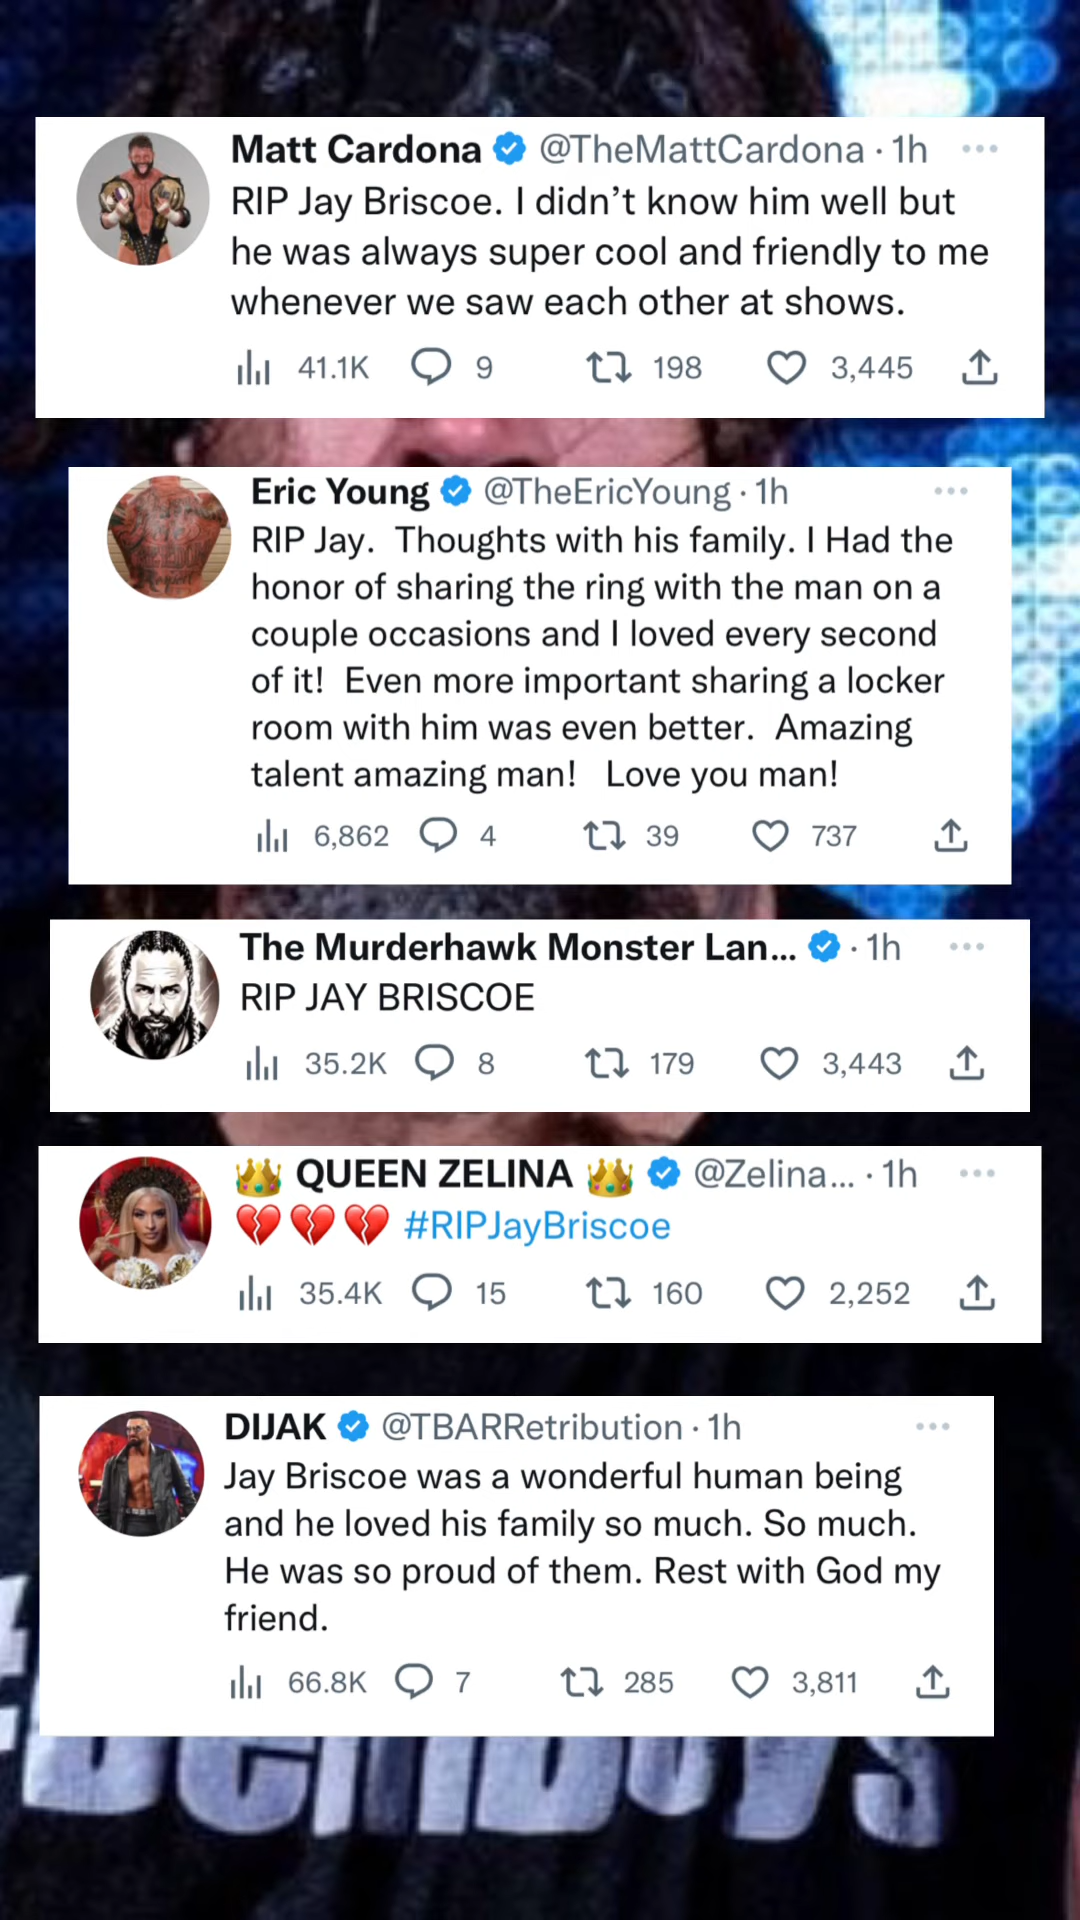 Matt Cardona @TheMattCardona · 1h
RIP Jay Briscoe. I didn’t know him well but
he was always super cool and friendly to me
whenever we saw each other at shows.
41.1K 9 198 3,445
Eric Young @TheEricYoung · 1h
RIP Jay.  Thoughts with his family. I Had the
honor of sharing the ring with the man on a
couple occasions and I loved every second
of it!  Even more important sharing a locker
room with him was even better.  Amazing
talent amazing man!   Love you man!
6,862 4 39 737
The Murderhawk Monster Lan... · 1h
RIP JAY BRISCOE
35.2K 8 179 3,443
👑 QUEEN ZELINA 👑 @Zelina... · 1h
💔💔💔 #RIPJayBriscoe
35.4K 15 160 2,252
DIJAK @TBARRetribution · 1h
Jay Briscoe was a wonderful human being
and he loved his family so much. So much.
He was so proud of them. Rest with God my
friend.
66.8K 7 285 3,811